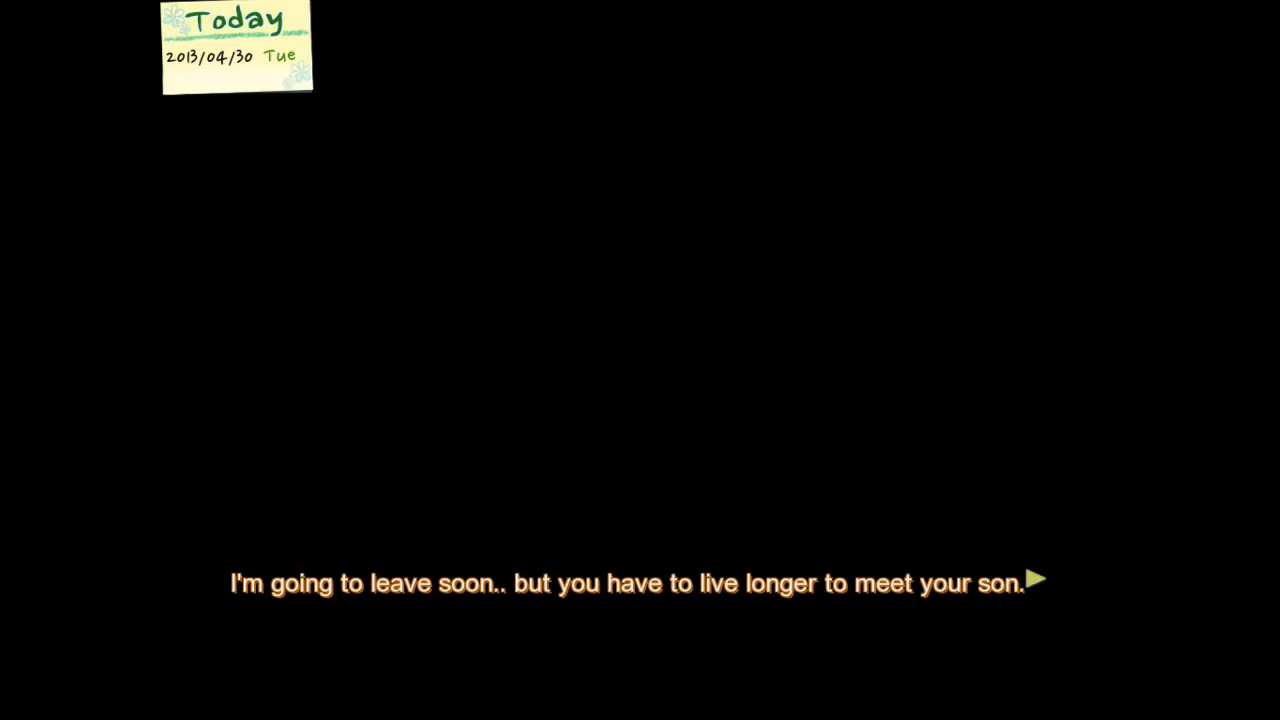 Today
2013/04/30 Tue
I'm going to leave soon.. but you have to live longer to meet your son.